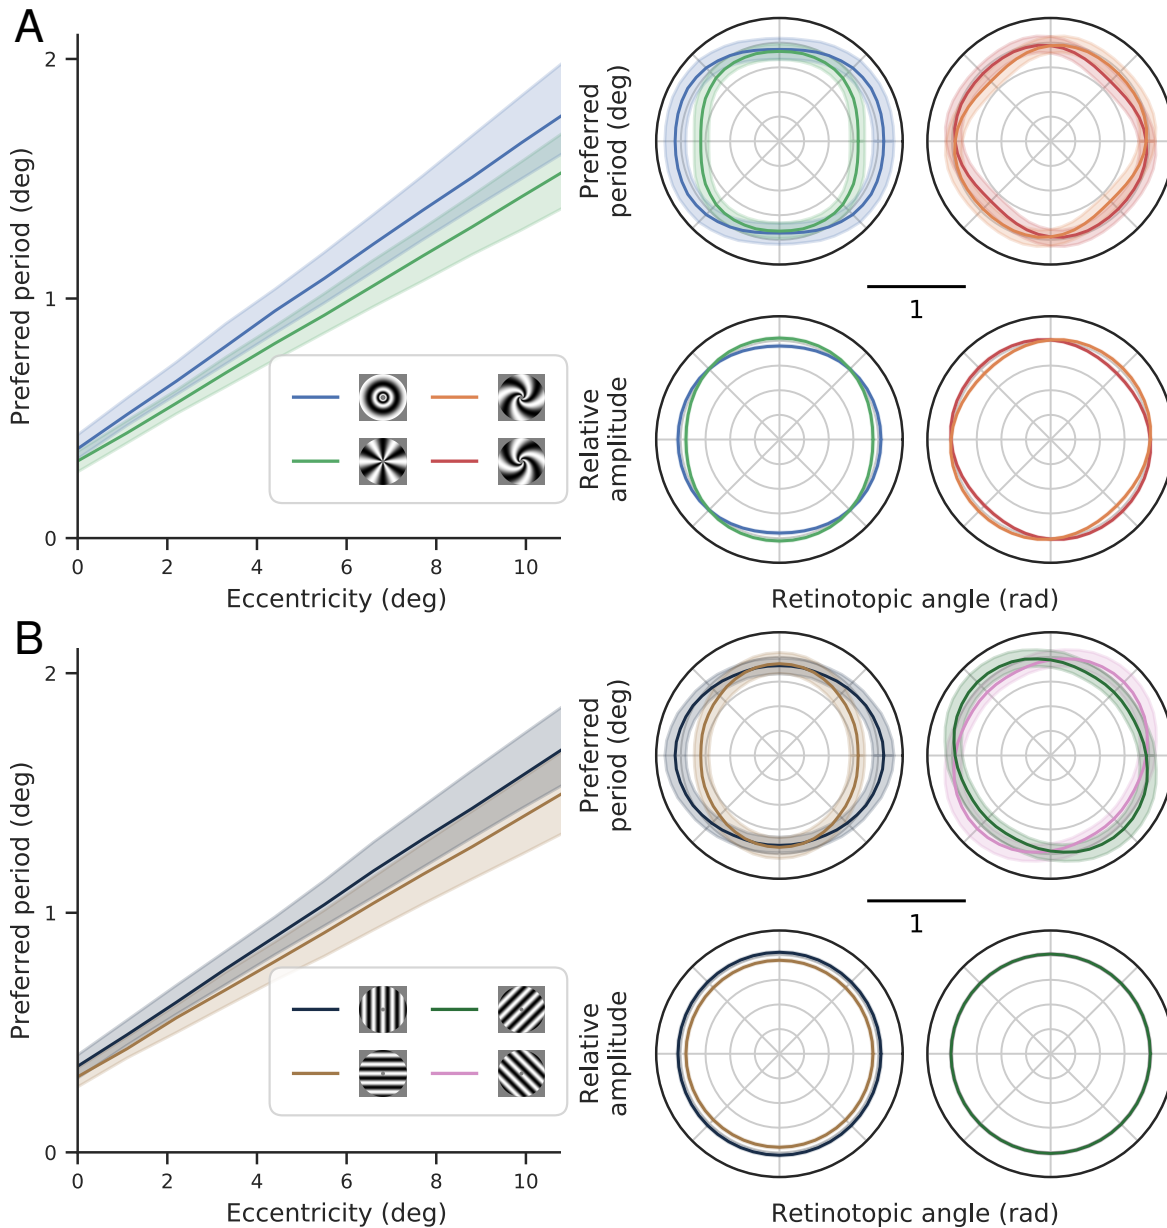 A
Preferred period (deg)
2
1
0
0 2 4 6 8 10
Eccentricity (deg)
Preferred
period (deg)
1
Relative
amplitude
Retinotopic angle (rad)
B
Preferred period (deg)
2
1
0
0 2 4 6 8 10
Eccentricity (deg)
Preferred
period (deg)
1
Relative
amplitude
Retinotopic angle (rad)